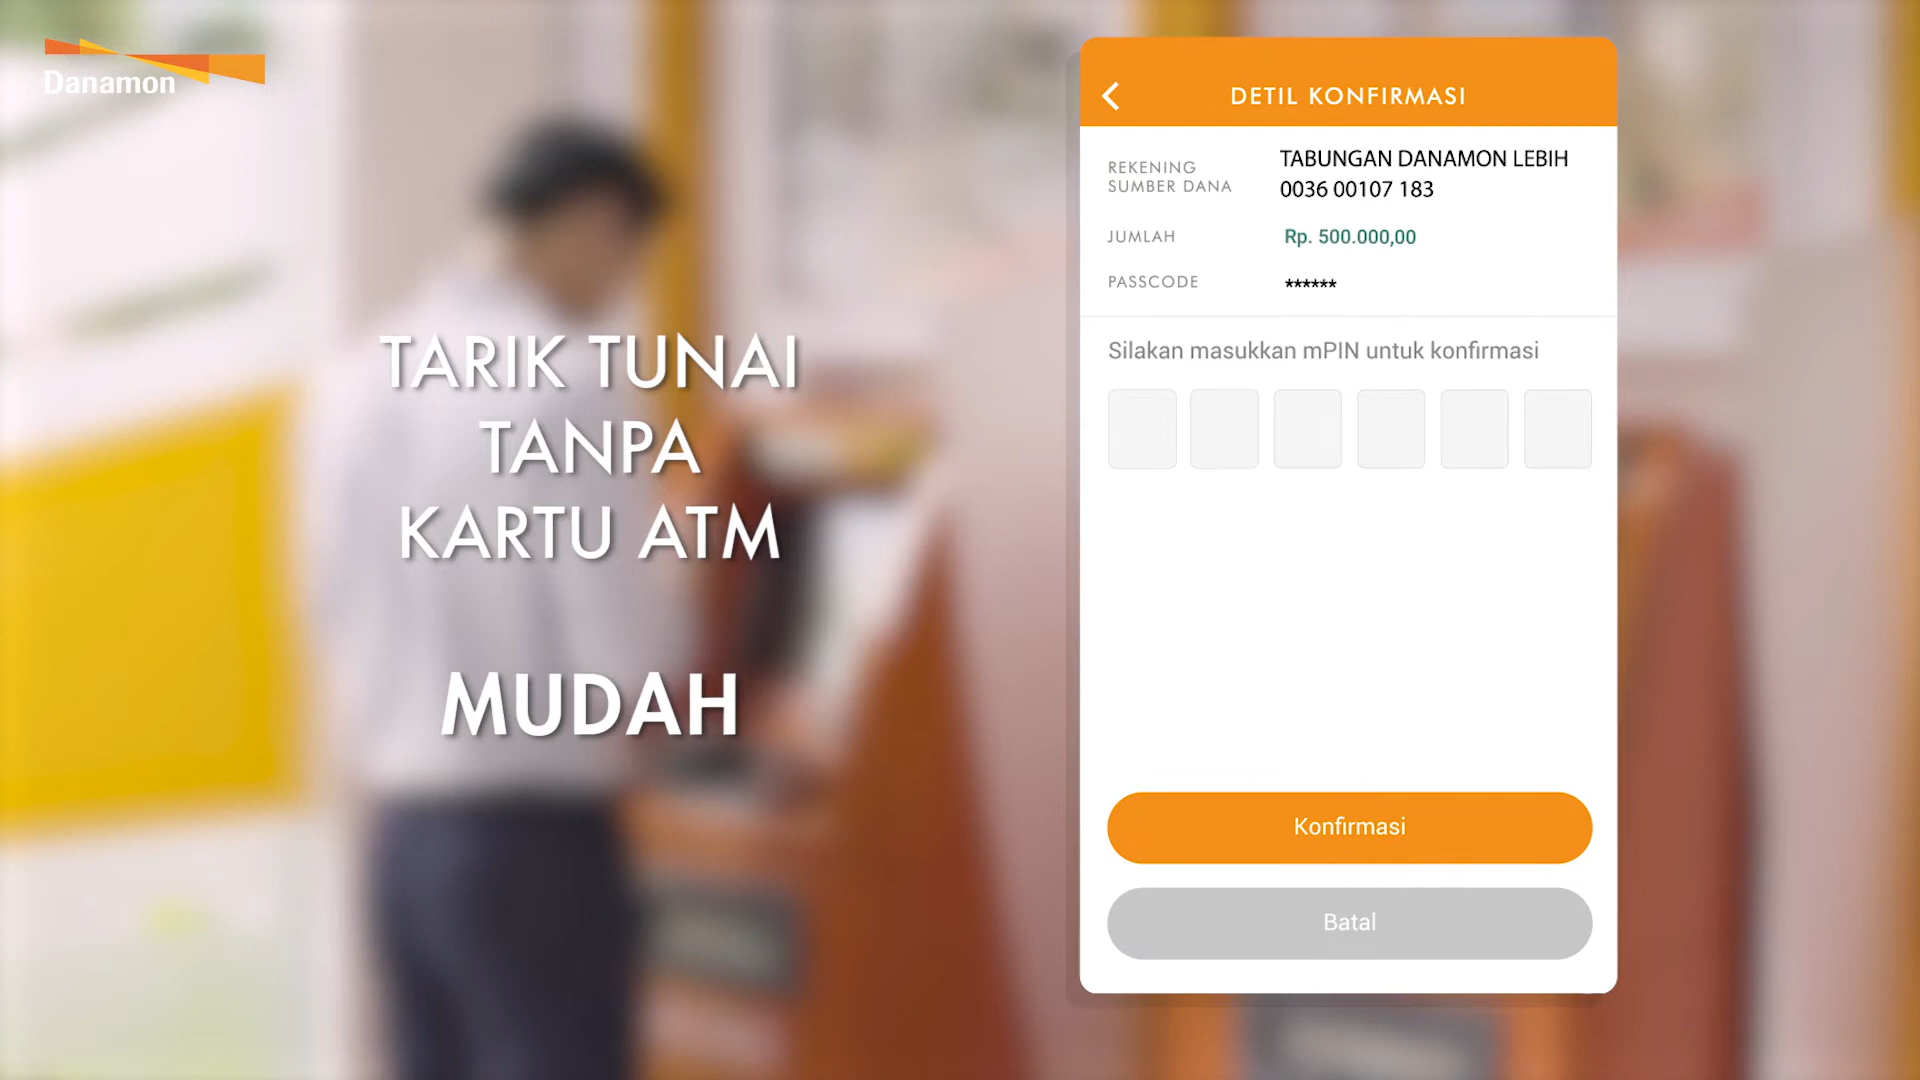 Danamon
TARIK TUNAI
TANPA
KARTU ATM
MUDAH
DETIL KONFIRMASI
REKENING
SUMBER DANA
TABUNGAN DANAMON LEBIH
0036 00107 183
JUMLAH
Rp. 500.000,00
PASSCODE
******
Silakan masukkan mPIN untuk konfirmasi
Konfirmasi
Batal